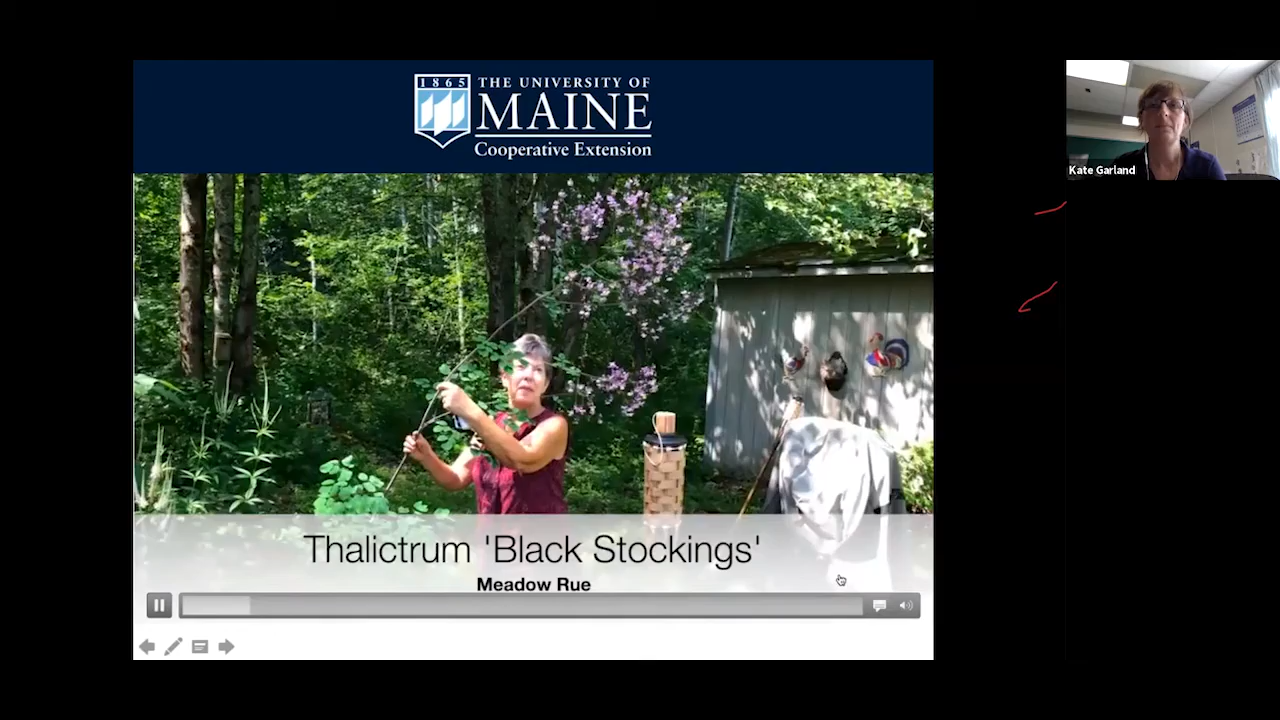 1865
THE UNIVERSITY OF
MAINE
Cooperative Extension
Kate Garland
Thalictrum 'Black Stockings'
Meadow Rue